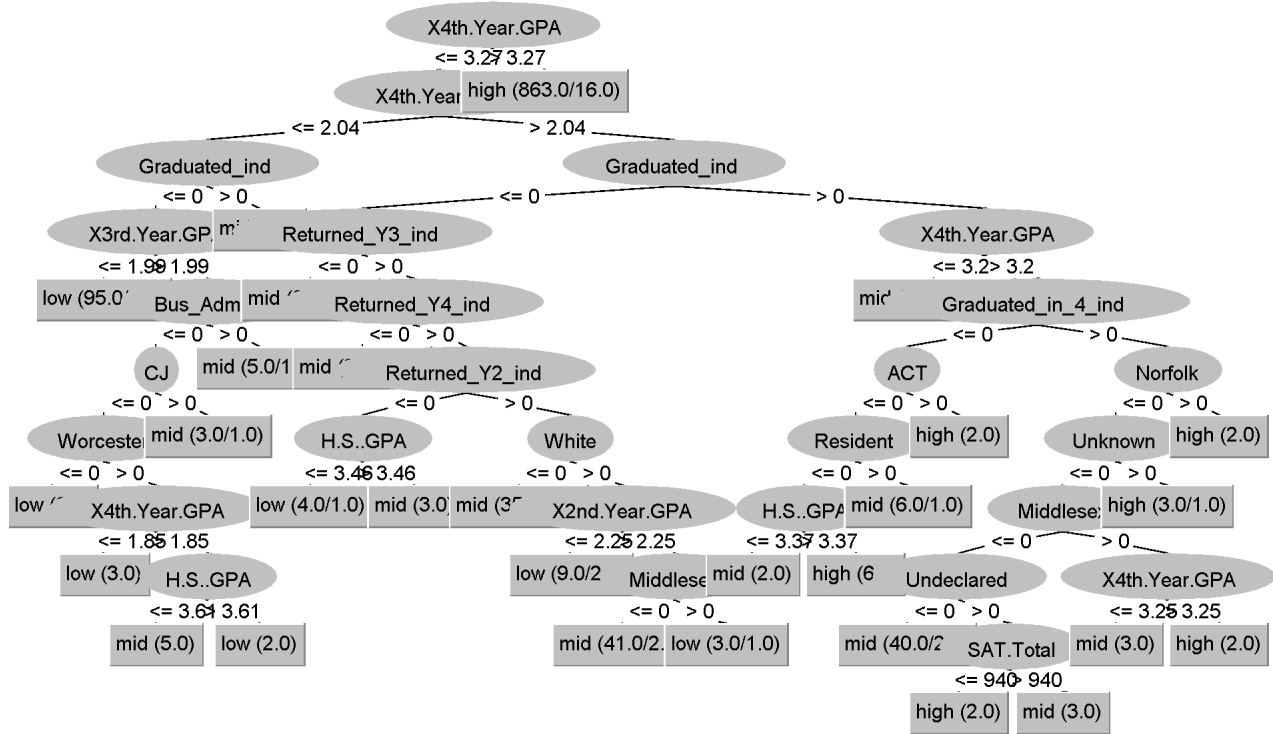 X4th.Year.GPA
<= 3.27 > 3.27
X4th.Year high (863.0/16.0)
<= 2.04 > 2.04
Graduated_ind Graduated_ind
<= 0 > 0 <= 0 > 0
X3rd.Year.GP Returned_Y3_ind X4th.Year.GPA
<= 1.99 > 1.99 <= 0 > 0 <= 3.2 > 3.2
low (95.0 Bus_Adm mid Returned_Y4_ind mid Graduated_in_4_ind
<= 0 > 0 <= 0 > 0 <= 0 > 0
CJ mid (5.0/1 mid Returned_Y2_ind ACT Norfolk
<= 0 > 0 <= 0 > 0 <= 0 > 0 <= 0 > 0
Worceste mid (3.0/1.0) H.S..GPA White Resident high (2.0) Unknown high (2.0)
<= 0 > 0 <= 3.46 > 3.46 <= 0 > 0 <= 0 > 0 <= 0 > 0
low X4th.Year.GPA low (4.0/1.0) mid (3.0) mid (35 X2nd.Year.GPA H.S..GPA mid (6.0/1.0) Middlesex high (3.0/1.0)
<= 1.85 > 1.85 <= 2.25 > 2.25 <= 3.37 > 3.37 <= 0 > 0
low (3.0) H.S..GPA low (9.0/2 Middlese mid (2.0) high (6 Undeclared X4th.Year.GPA
<= 3.61 > 3.61 <= 0 > 0 <= 0 > 0 <= 3.25 > 3.25
mid (5.0) low (2.0) mid (41.0/2. low (3.0/1.0) mid (40.0/2 SAT.Total mid (3.0) high (2.0)
<= 940 > 940
high (2.0) mid (3.0)